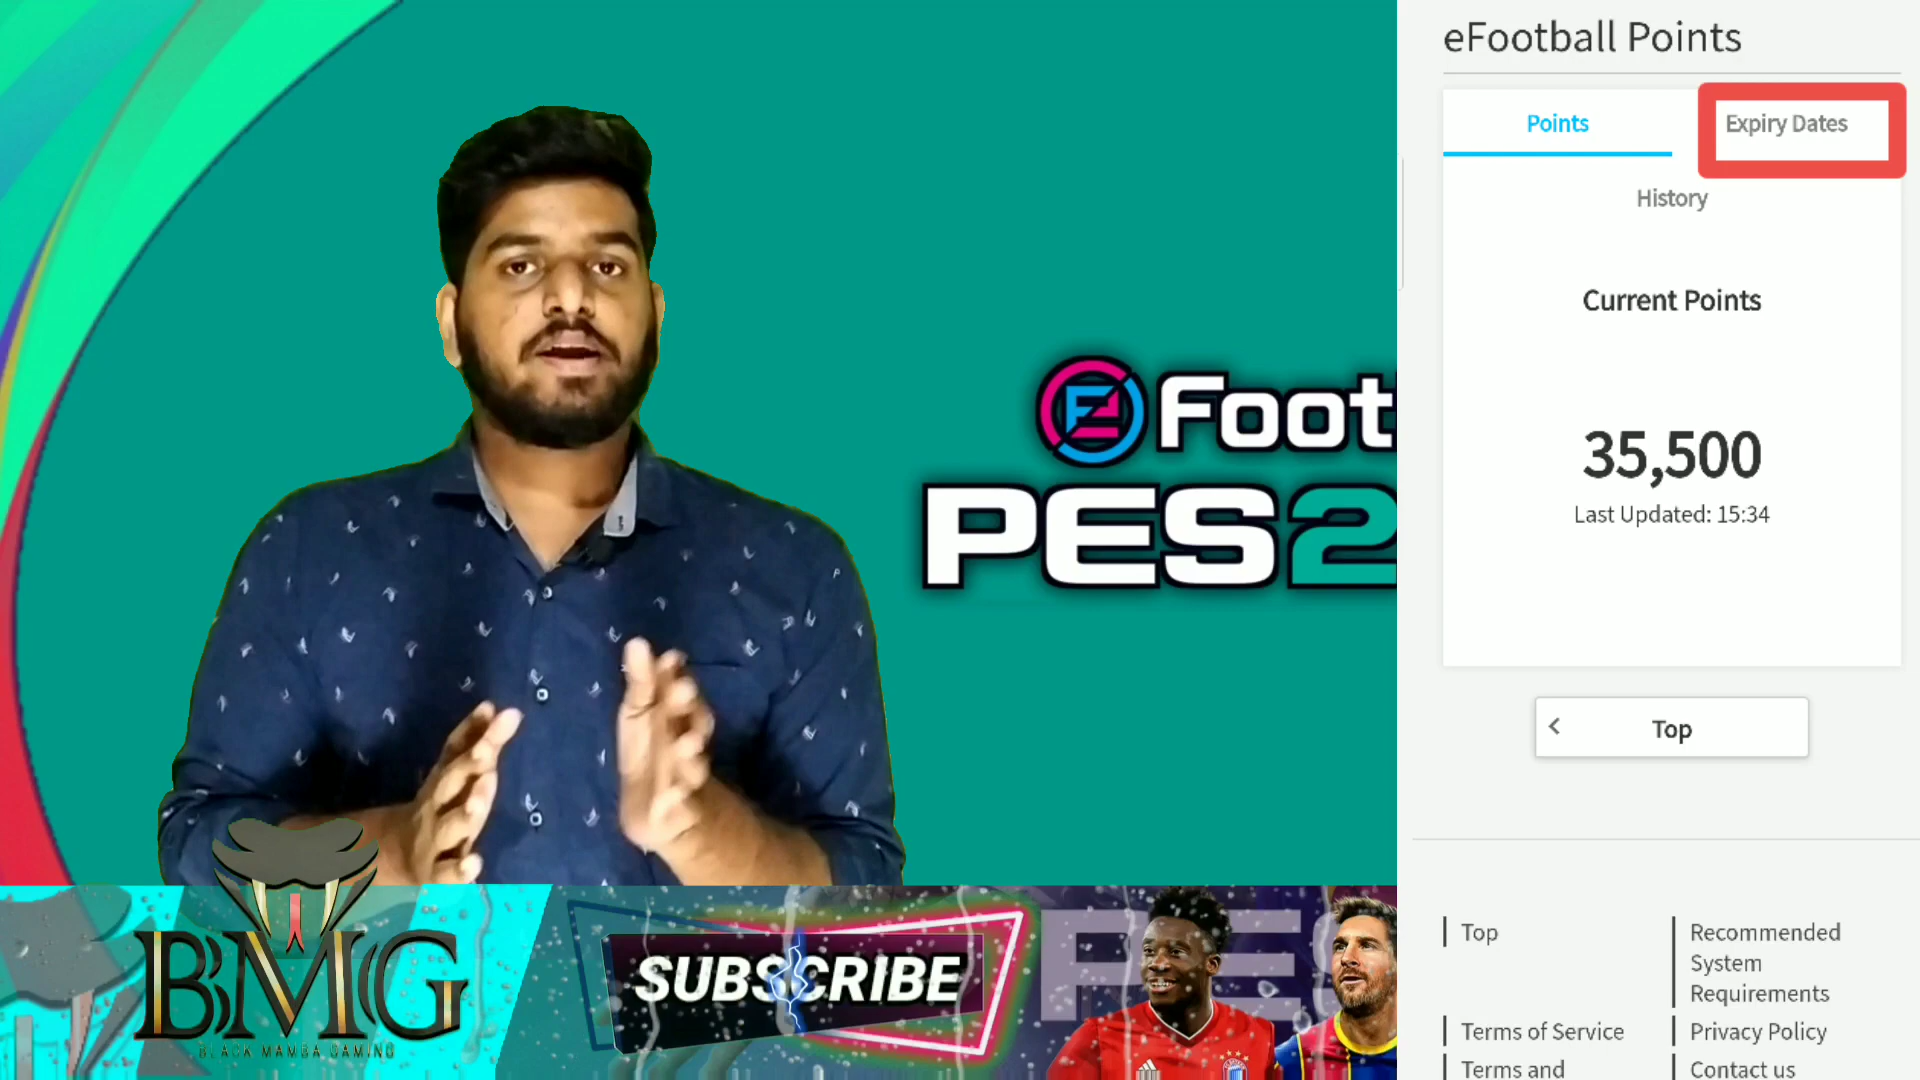 eFootball Points
Points
Expiry Dates
History
Current Points
35,500
Last Updated: 15:34
Top
Foot
PES2
BMG
BLACK MAMBA GAMING
SUBSCRIBE
PES
Top
Recommended
System
Requirements
Terms of Service
Privacy Policy
Terms and
Contact us